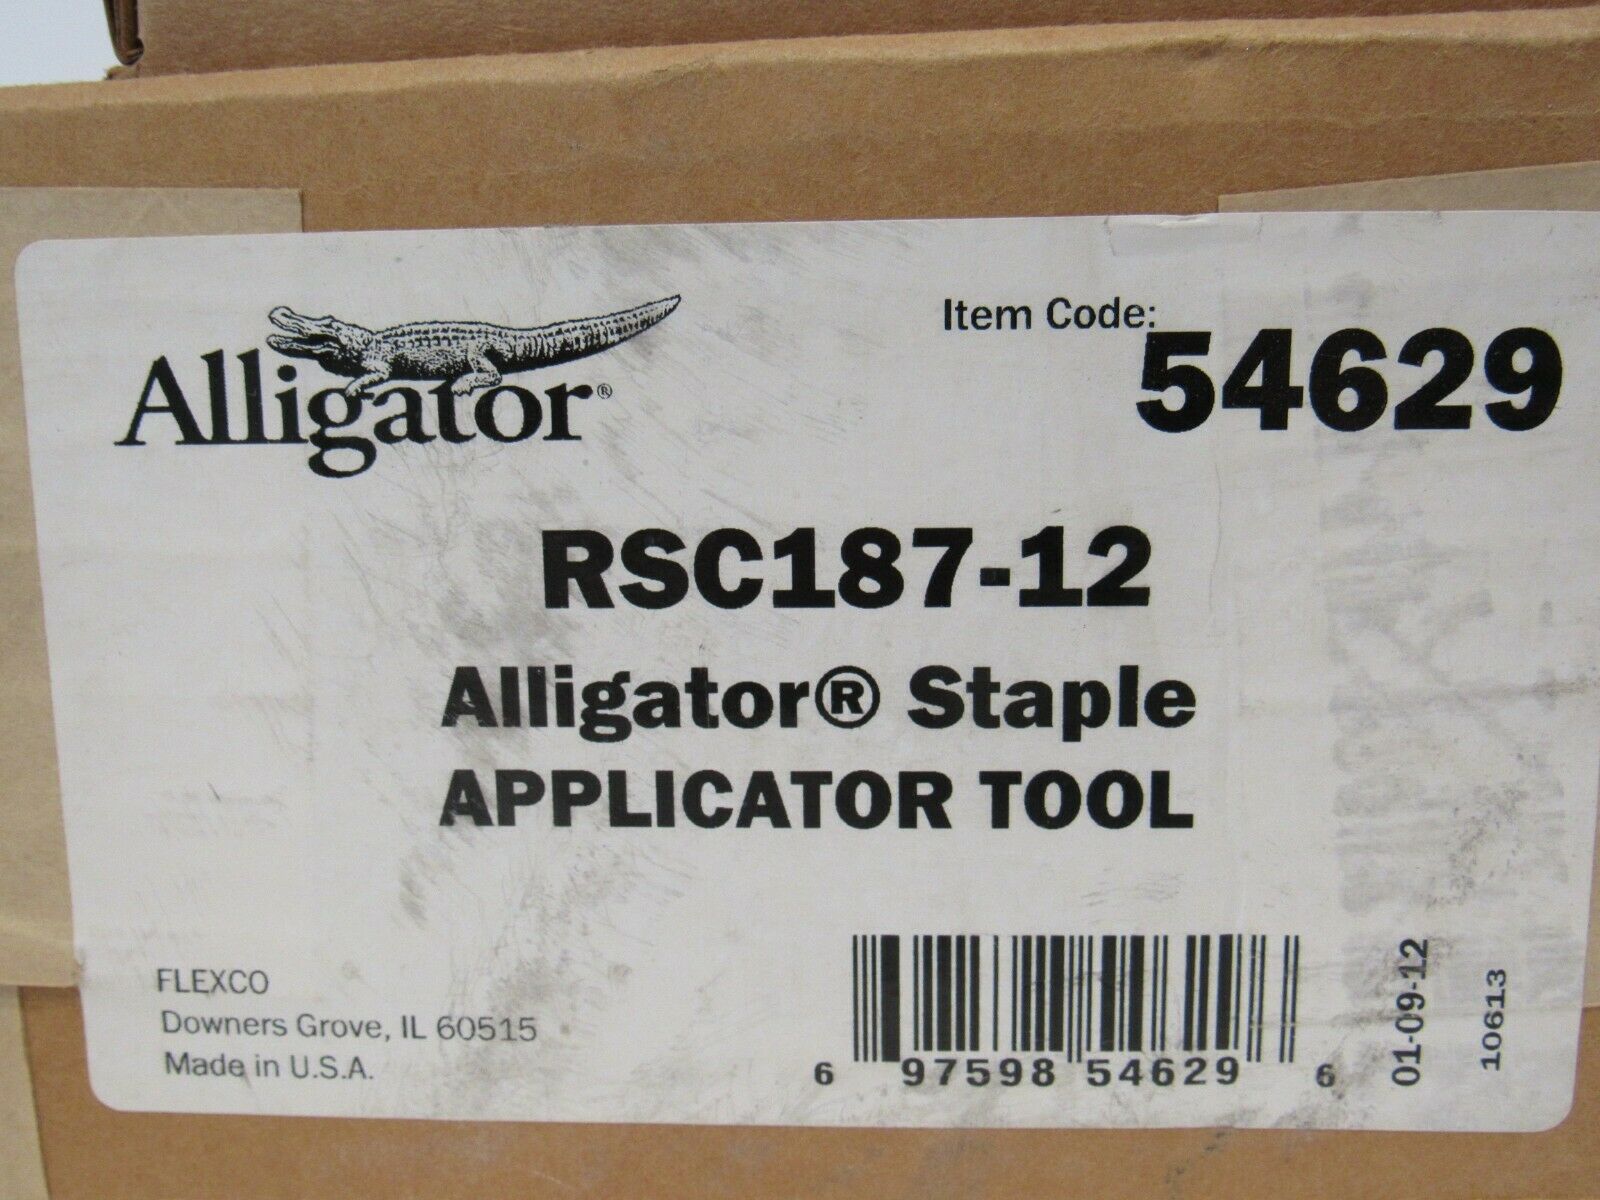 Alligator®
Item Code:
54629
RSC187-12
Alligator® Staple
APPLICATOR TOOL
FLEXCO
Downers Grove, IL 60515
Made in U.S.A.
6 97598 54629 6
01-09-12
10613